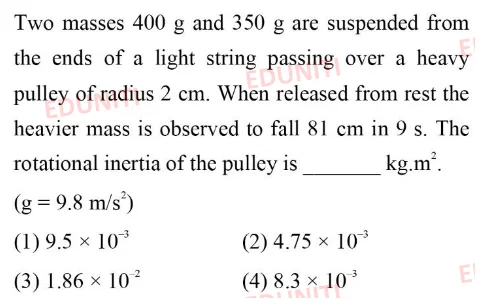 Two masses 400 g and 350 g are suspended from
the ends of a light string passing over a heavy
pulley of radius 2 cm. When released from rest the
heavier mass is observed to fall 81 cm in 9 s. The
rotational inertia of the pulley is _______ kg.m².
(g = 9.8 m/s²)
(1) 9.5 × 10⁻³ (2) 4.75 × 10⁻³
(3) 1.86 × 10⁻² (4) 8.3 × 10⁻³
EDUNITI
EDUNITI
UNITI